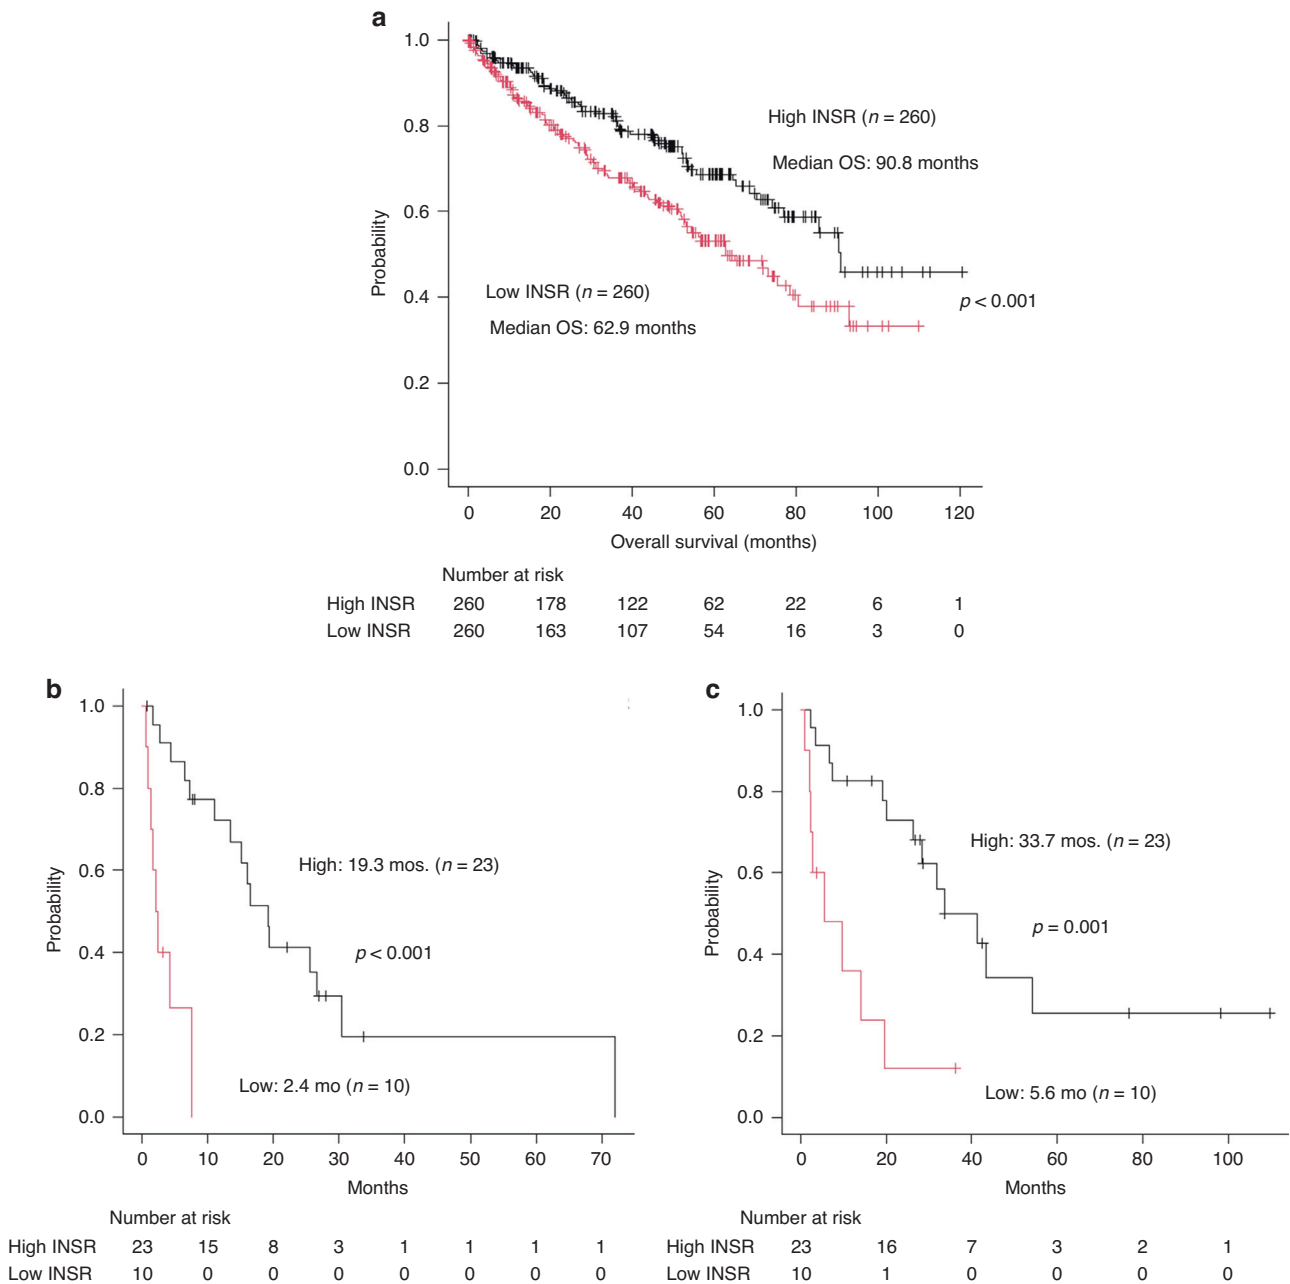 a
1.0
0.8
0.6
0.4
0.2
0.0
Probability
High INSR (n = 260)
Median OS: 90.8 months
Low INSR (n = 260)
Median OS: 62.9 months
p < 0.001
0 20 40 60 80 100 120
Overall survival (months)
Number at risk
High INSR 260 178 122 62 22 6 1
Low INSR 260 163 107 54 16 3 0
b
1.0
0.8
0.6
0.4
0.2
0.0
Probability
High: 19.3 mos. (n = 23)
p < 0.001
Low: 2.4 mo (n = 10)
0 10 20 30 40 50 60 70
Months
Number at risk
High INSR 23 15 8 3 1 1 1 1
Low INSR 10 0 0 0 0 0 0 0
c
1.0
0.8
0.6
0.4
0.2
0.0
Probability
High: 33.7 mos. (n = 23)
p = 0.001
Low: 5.6 mo (n = 10)
0 20 40 60 80 100
Months
Number at risk
High INSR 23 16 7 3 2 1
Low INSR 10 1 0 0 0 0